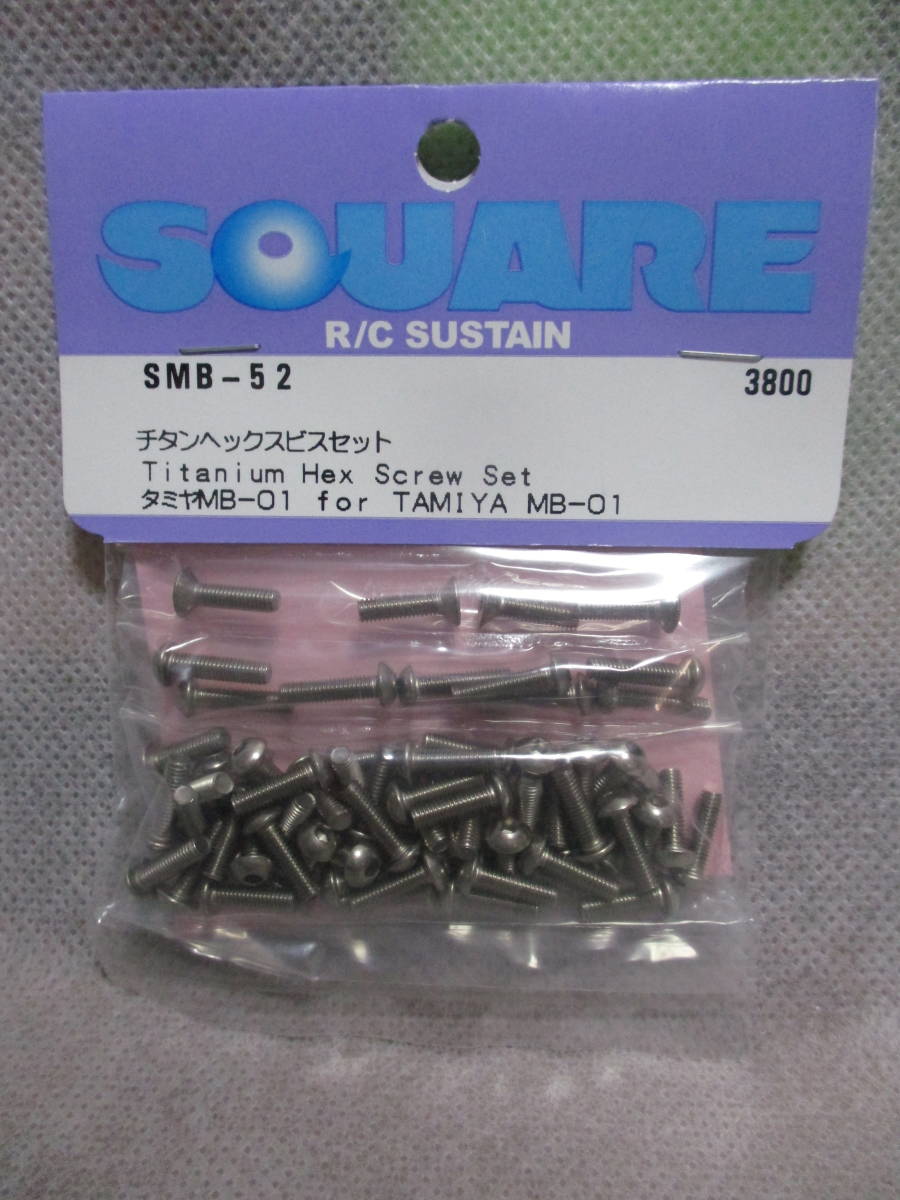 SQUARE
R/C SUSTAIN
SMB-52 3800
チタンヘックスビスセット
Titanium Hex Screw Set
タミヤMB-01 for TAMIYA MB-01